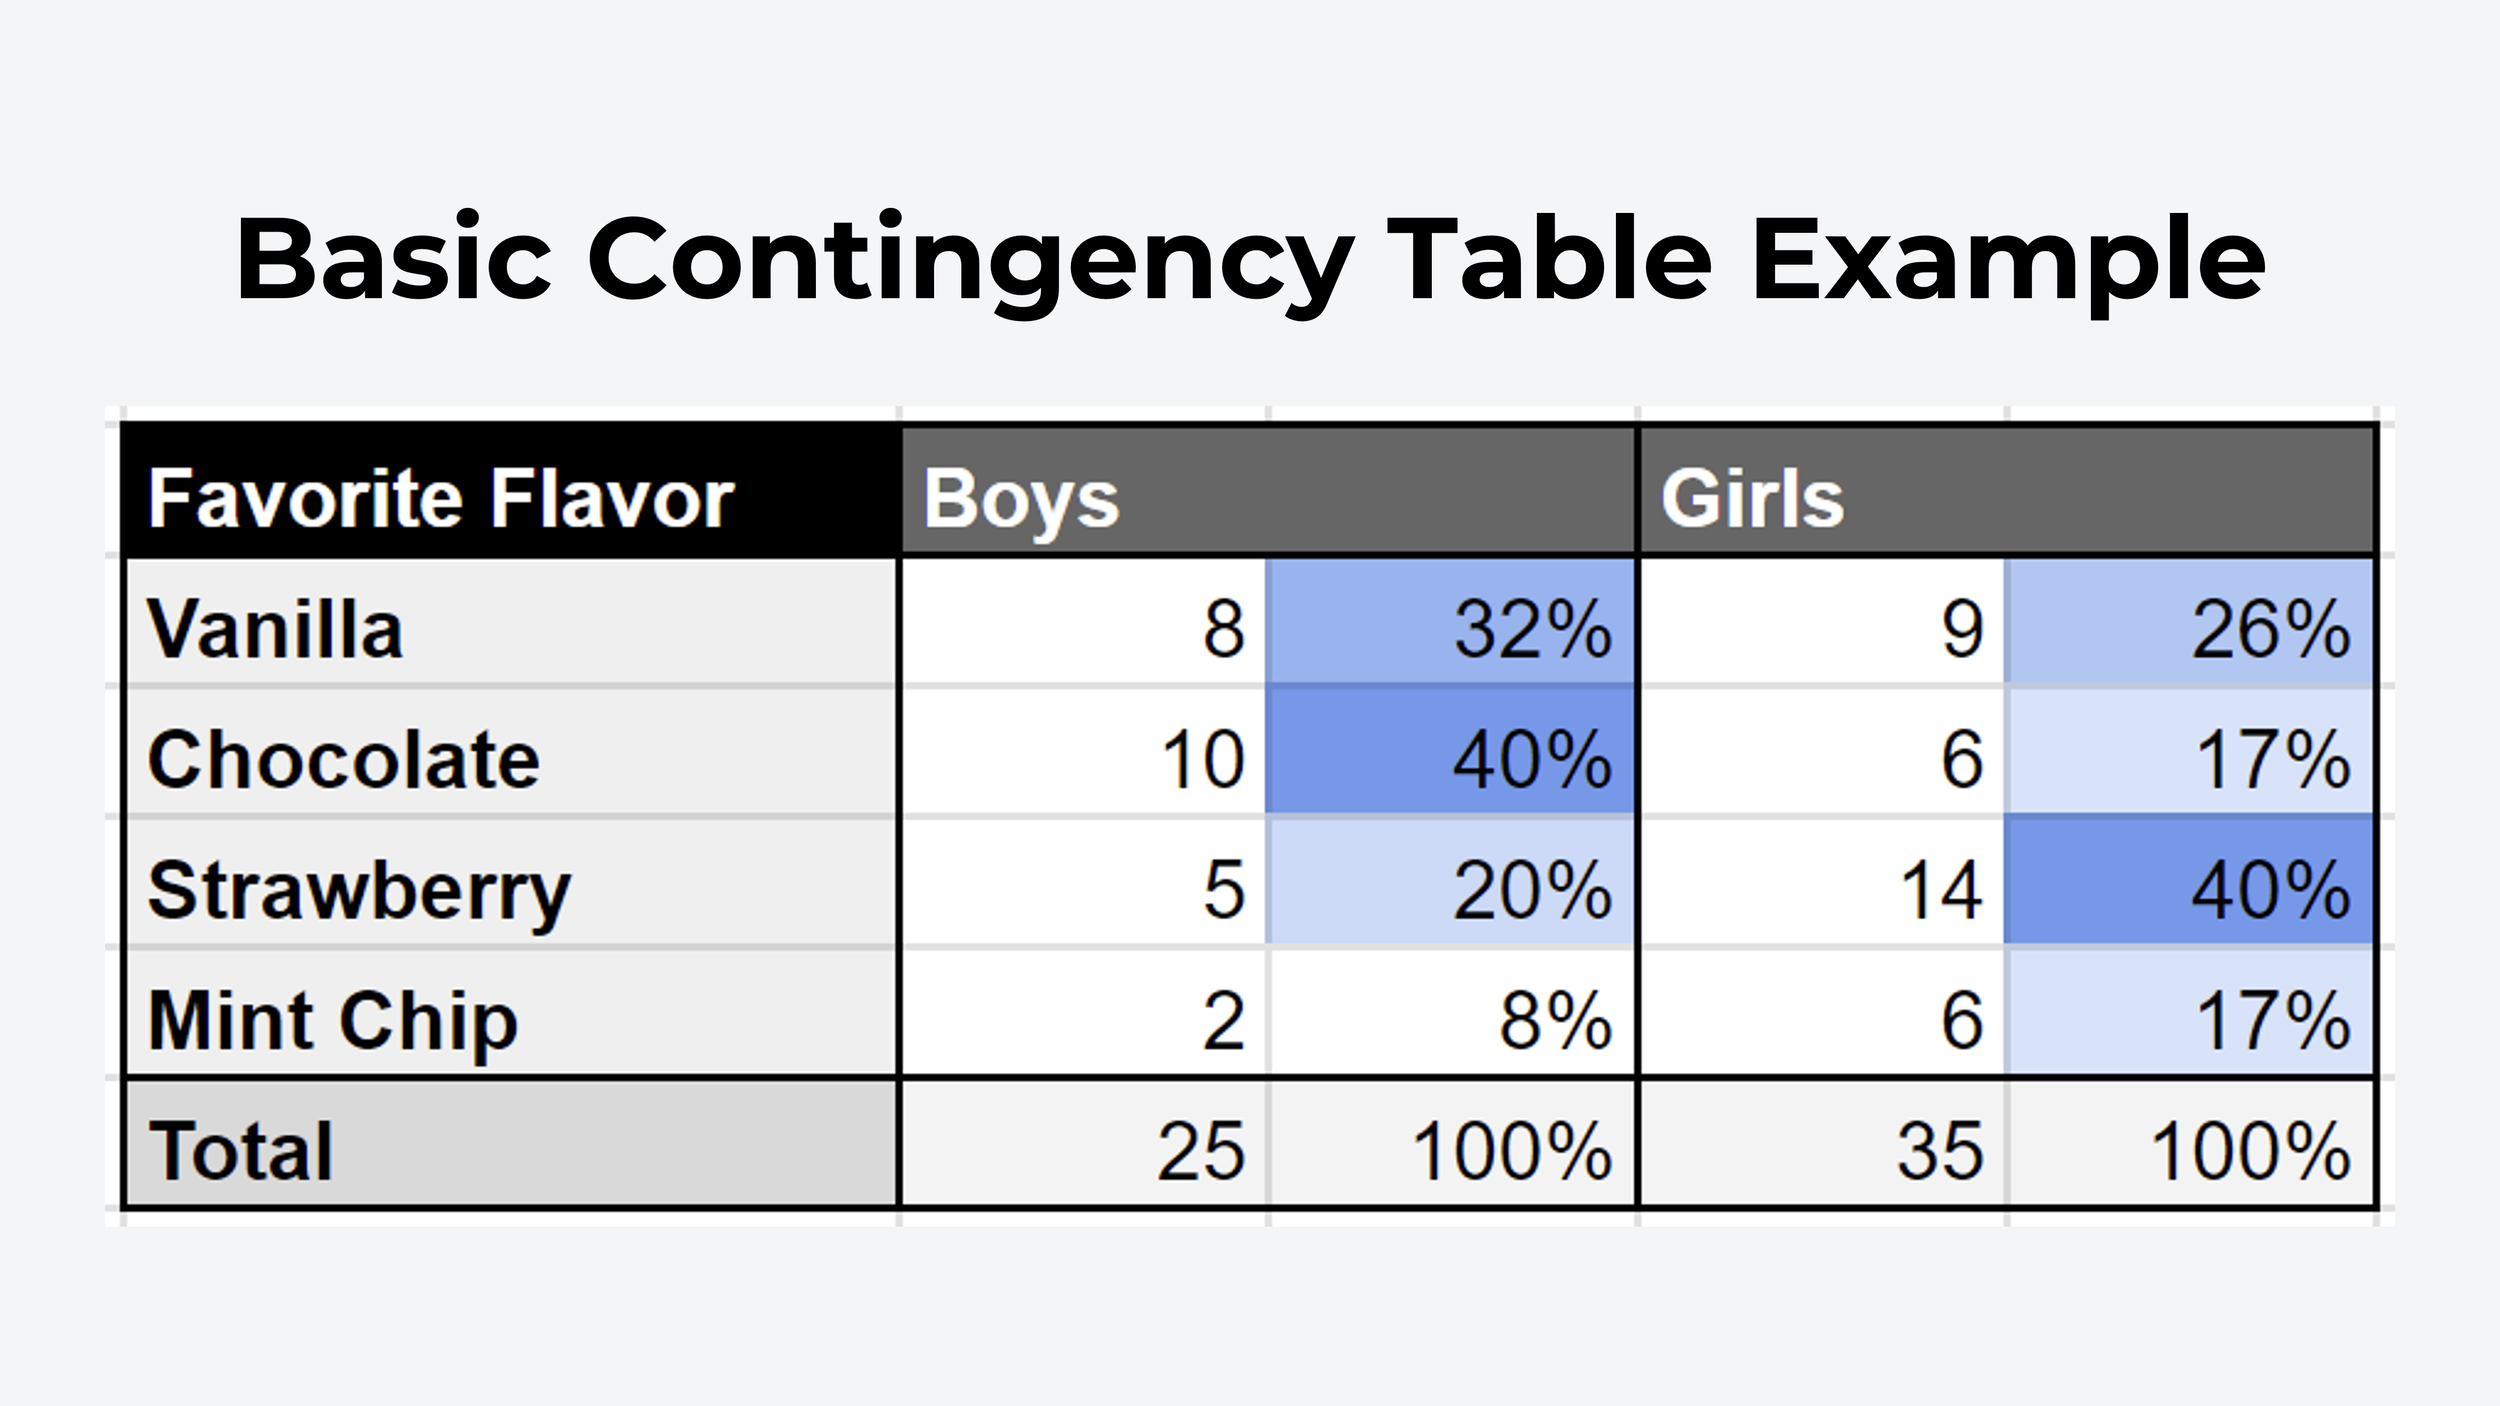 Basic Contingency Table Example
Favorite Flavor Boys Girls
Vanilla 8 32% 9 26%
Chocolate 10 40% 6 17%
Strawberry 5 20% 14 40%
Mint Chip 2 8% 6 17%
Total 25 100% 35 100%